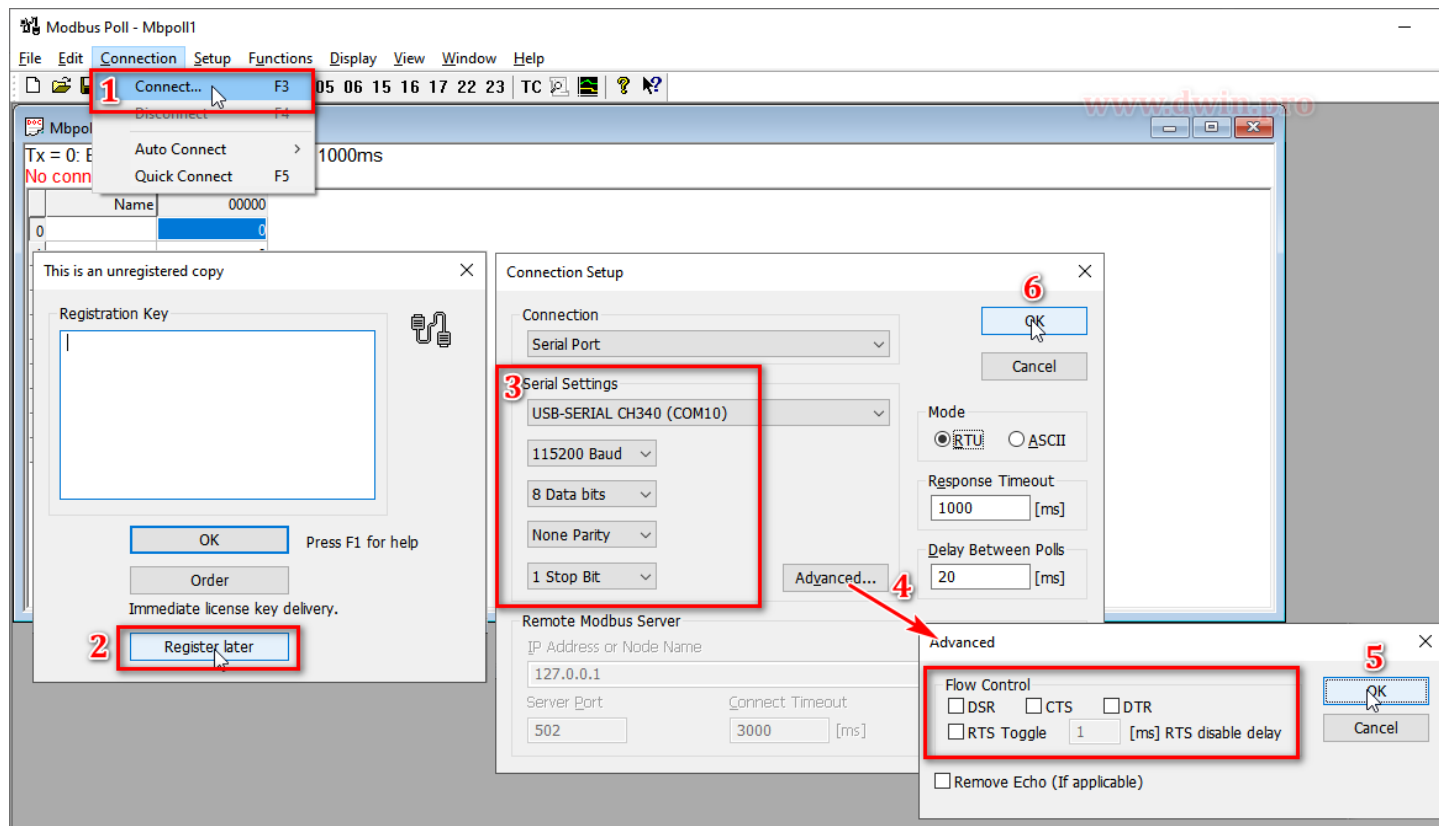 Modbus Poll - Mbpoll1
File Edit Connection Setup Functions Display View Window Help
05 06 15 16 17 22 23 TC
www.dwin.pro
1 Connect... F3
Disconnect F4
Auto Connect
Quick Connect F5
Mbpol
Tx = 0: E 1000ms
No conn
Name 00000
0 0
This is an unregistered copy
Registration Key
OK
Press F1 for help
Order
Immediate license key delivery.
2 Register later
Connection Setup
6
Connection
OK
Serial Port
Cancel
3 Serial Settings
USB-SERIAL CH340 (COM10)
115200 Baud
8 Data bits
None Parity
1 Stop Bit
Advanced... 4
Mode
RTU ASCII
Response Timeout
1000 [ms]
Delay Between Polls
20 [ms]
Remote Modbus Server
IP Address or Node Name
127.0.0.1
Server Port Connect Timeout
502 3000 [ms]
Advanced
5
Flow Control
OK
DSR CTS DTR
RTS Toggle 1 [ms] RTS disable delay
Cancel
Remove Echo (If applicable)